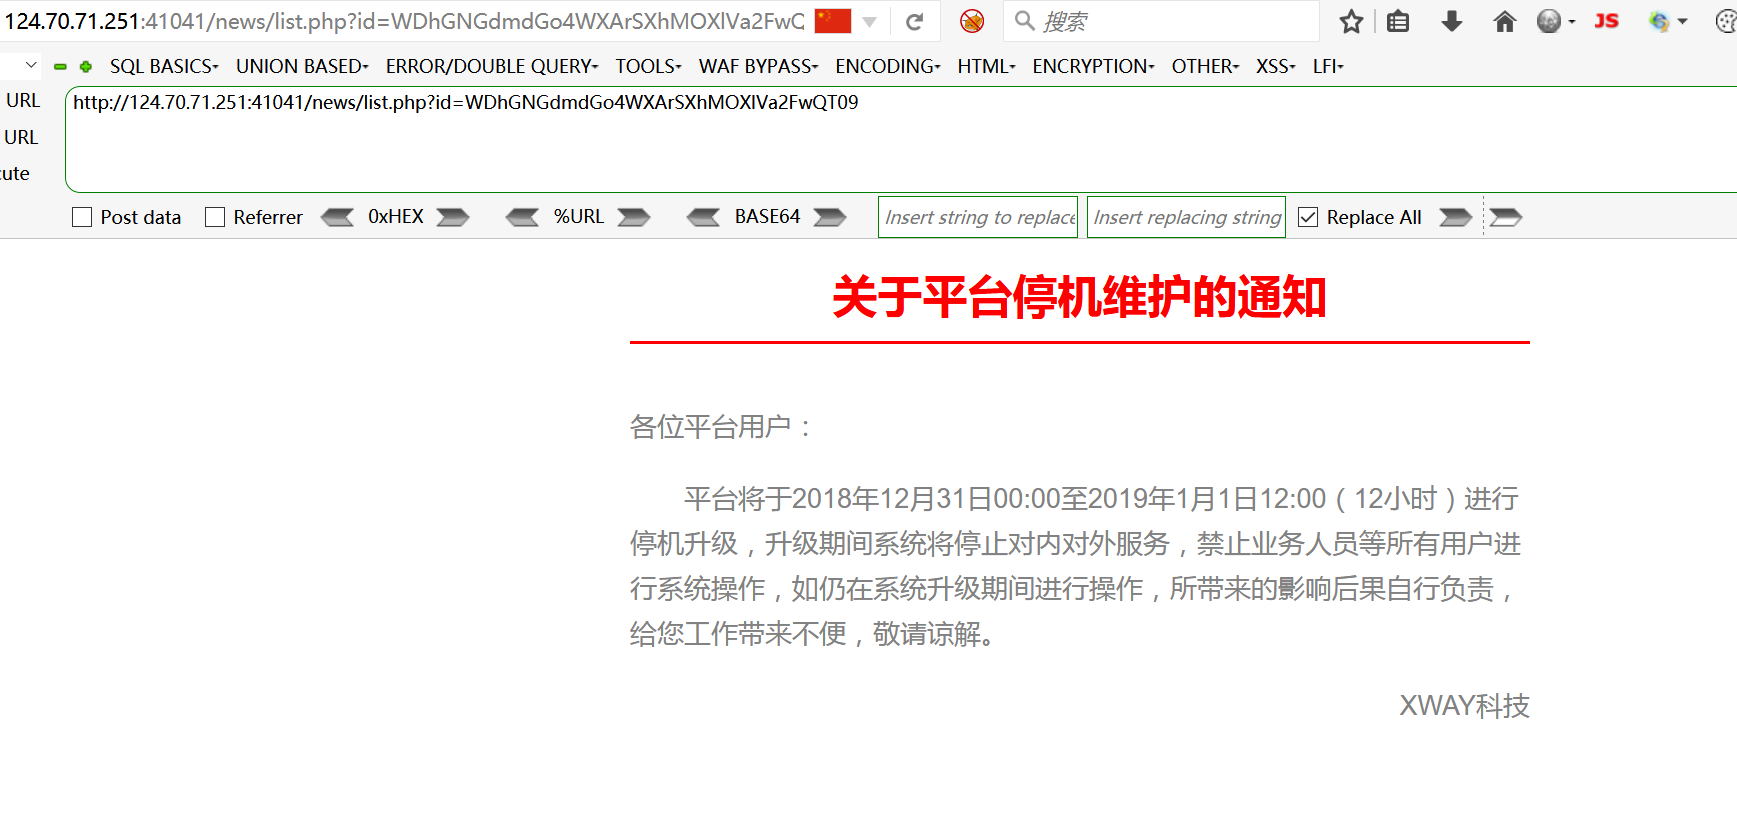 124.70.71.251:41041/news/list.php?id=WDhGNGdmdGo4WXArSXhMOXlVa2FwQ 搜索 JS
SQL BASICS UNION BASED ERROR/DOUBLE QUERY TOOLS WAF BYPASS ENCODING HTML ENCRYPTION OTHER XSS LFI
URL http://124.70.71.251:41041/news/list.php?id=WDhGNGdmdGo4WXArSXhMOXlVa2FwQT09
URL
cute
Post data Referrer 0xHEX %URL BASE64 Insert string to replace Insert replacing string Replace All
关于平台停机维护的通知
各位平台用户：
平台将于2018年12月31日00:00至2019年1月1日12:00（12小时）进行
停机升级，升级期间系统将停止对内对外服务，禁止业务人员等所有用户进
行系统操作，如仍在系统升级期间进行操作，所带来的影响后果自行负责，
给您工作带来不便，敬请谅解。
XWAY科技